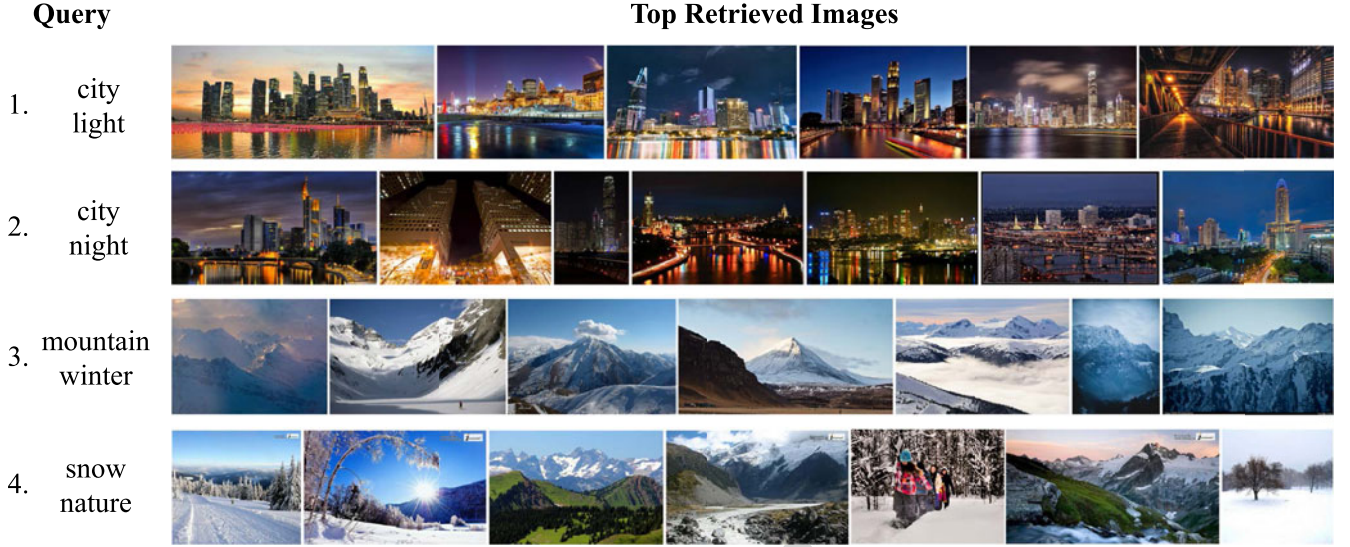 Query
Top Retrieved Images
1.
city
light
2.
city
night
3.
mountain
winter
4.
snow
nature